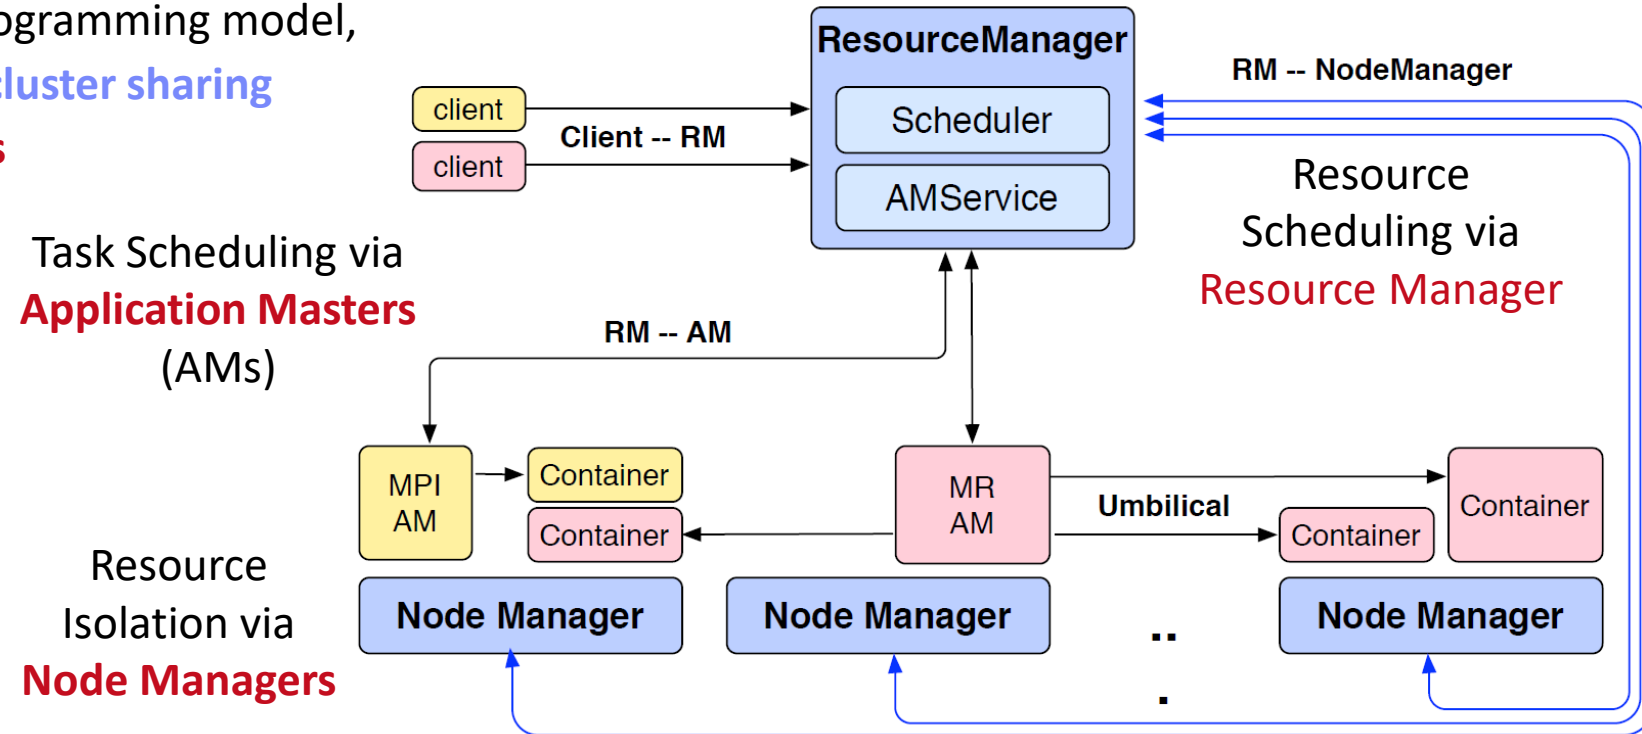 ogramming model,
cluster sharing
s
Task Scheduling via
Application Masters
(AMs)
Resource
Isolation via
Node Managers
client
client
Client -- RM
ResourceManager
Scheduler
AMService
RM -- NodeManager
Resource
Scheduling via
Resource Manager
RM -- AM
MPI
AM
Container
Container
MR
AM
Umbilical
Container
Container
Node Manager
Node Manager
..
.
Node Manager